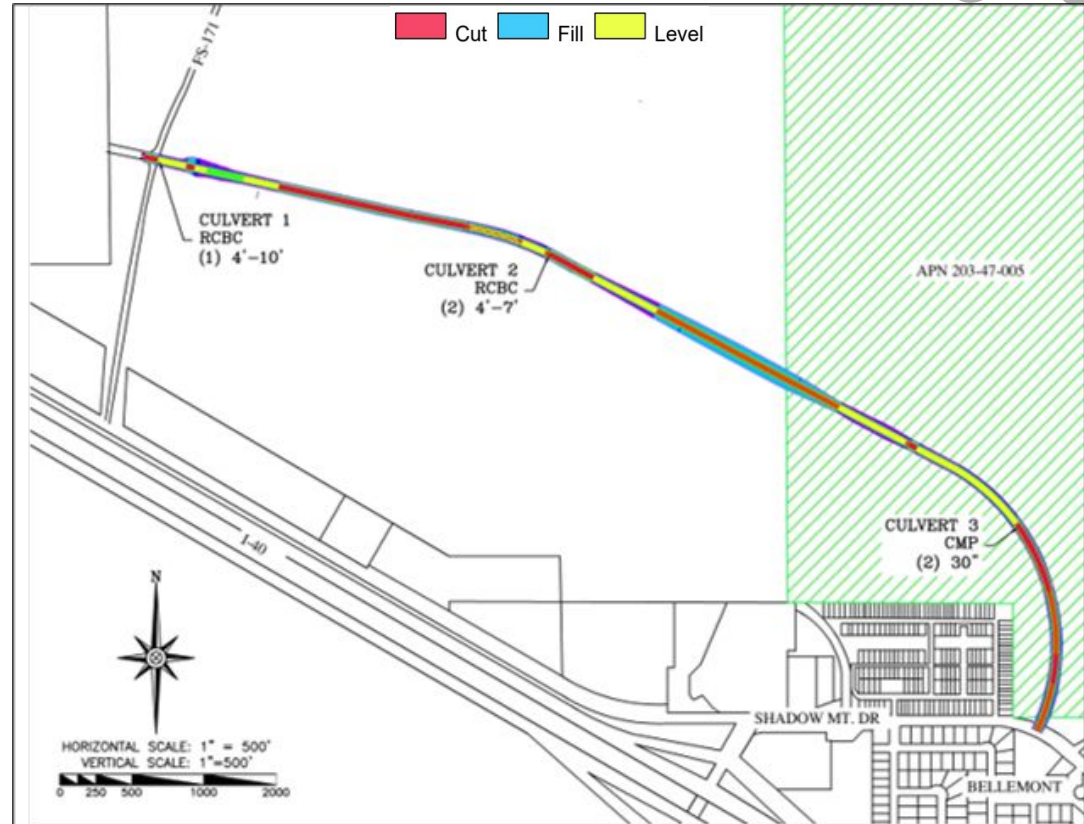 Cut Fill Level
FS-171
CULVERT 1
RCBC
(1) 4'-10'
CULVERT 2
RCBC
(2) 4'-7'
APN 203-47-005
CULVERT 3
CMP
(2) 30"
I-40
N
SHADOW MT. DR
BELLEMONT
HORIZONTAL SCALE: 1" = 500'
VERTICAL SCALE: 1"=500'
0 250 500 1000 2000